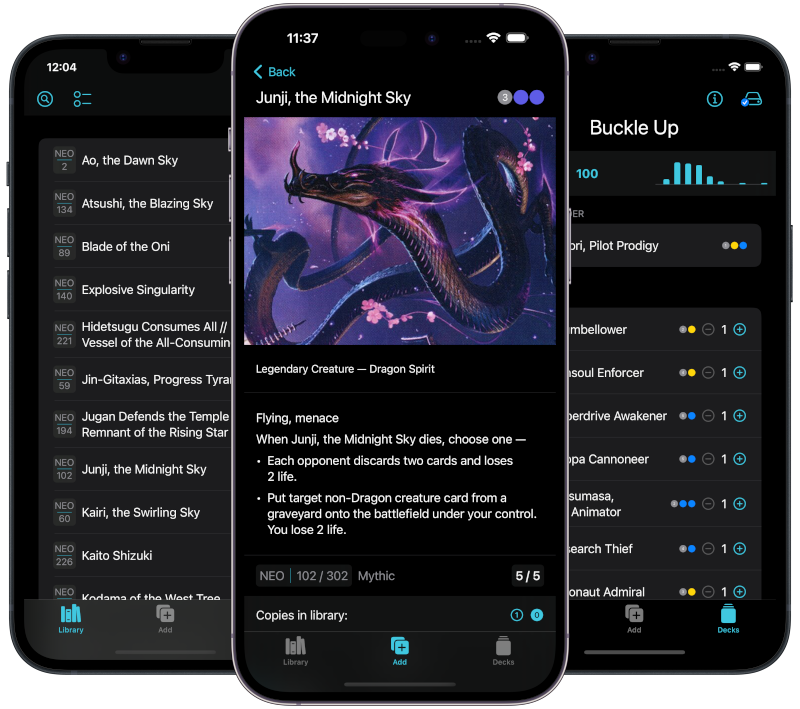 12:04
NEO
2
Ao, the Dawn Sky
NEO
134
Atsushi, the Blazing Sky
NEO
89
Blade of the Oni
NEO
140
Explosive Singularity
NEO
221
Hidetsugu Consumes All //
Vessel of the All-Consumin
NEO
59
Jin-Gitaxias, Progress Tyra
NEO
194
Jugan Defends the Temple
Remnant of the Rising Star
NEO
102
Junji, the Midnight Sky
NEO
60
Kairi, the Swirling Sky
NEO
226
Kaito Shizuki
NEO
Kodama of the West Tree
Library
Add
11:37
Back
Junji, the Midnight Sky
3
Legendary Creature — Dragon Spirit
Flying, menace
When Junji, the Midnight Sky dies, choose one —
• Each opponent discards two cards and loses
2 life.
• Put target non-Dragon creature card from a
graveyard onto the battlefield under your control.
You lose 2 life.
NEO | 102 / 302 Mythic
5 / 5
Copies in library:
1 0
Library
Add
Decks
Buckle Up
100
ER
ori, Pilot Prodigy
mbellower
1
nsoul Enforcer
1
perdrive Awakener
1
opa Cannoneer
1
sumasa,
Animator
1
search Thief
1
onaut Admiral
1
Add
Decks